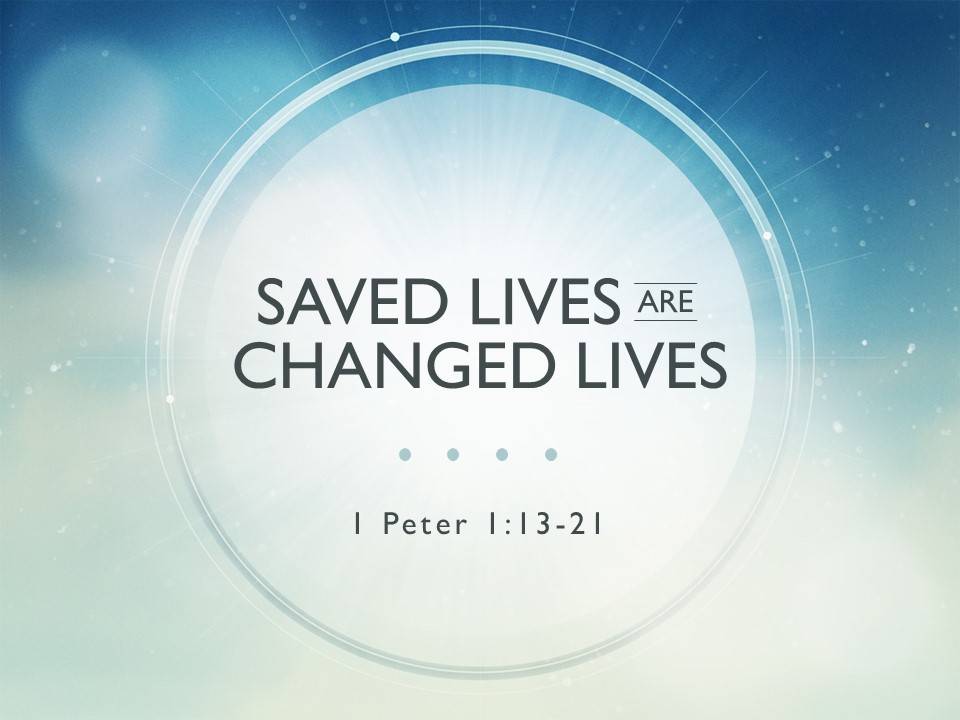 SAVED LIVES ARE
CHANGED LIVES
1 Peter 1:13-21